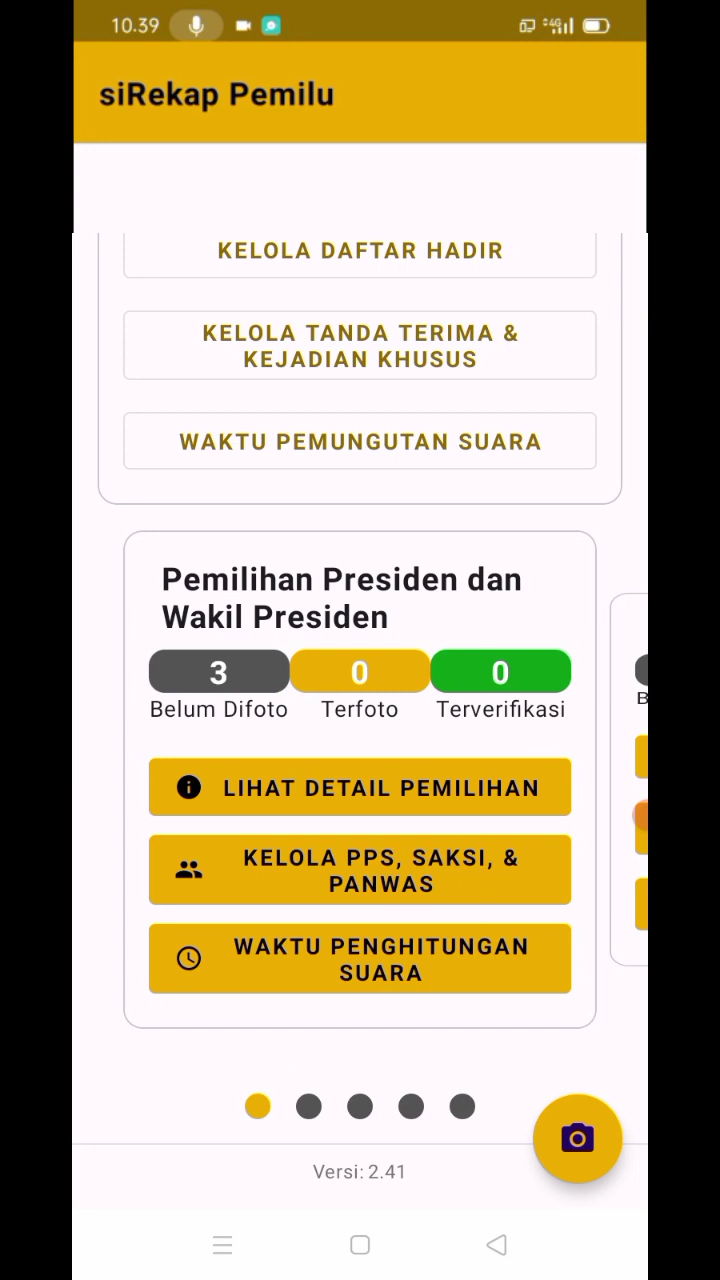 10.39
4G
siRekap Pemilu
KELOLA DAFTAR HADIR
KELOLA TANDA TERIMA &
KEJADIAN KHUSUS
WAKTU PEMUNGUTAN SUARA
Pemilihan Presiden dan
Wakil Presiden
3 0 0
Belum Difoto Terfoto Terverifikasi
B
LIHAT DETAIL PEMILIHAN
KELOLA PPS, SAKSI, &
PANWAS
WAKTU PENGHITUNGAN
SUARA
Versi: 2.41